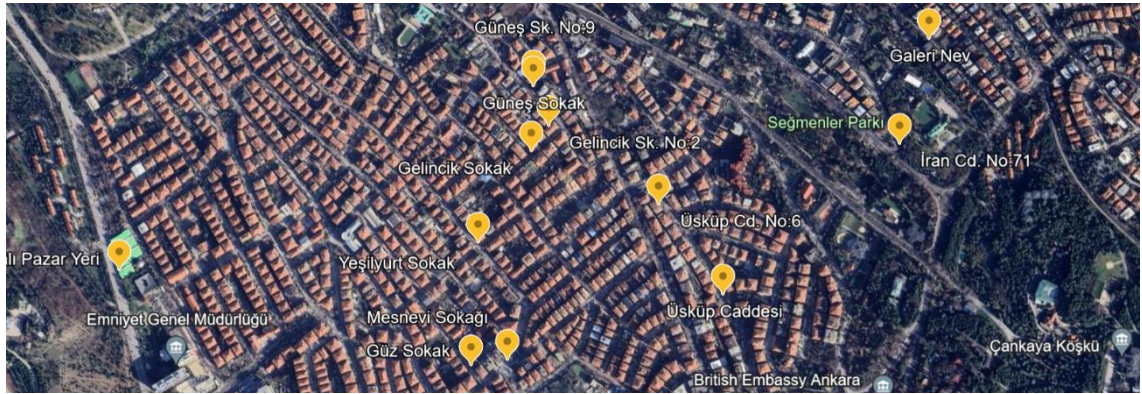 Güneş Sk. No:9
Galeri Nev
Güneş Sokak
Seğmenler Parkı
Gelincik Sk. No:2
İran Cd. No:71
Gelincik Sokak
Üsküp Cd. No:6
lı Pazar Yeri
Yeşilyurt Sokak
Üsküp Caddesi
Emniyet Genel Müdürlüğü
Mesnevi Sokağı
Güz Sokak
Çankaya Köşkü
British Embassy Ankara